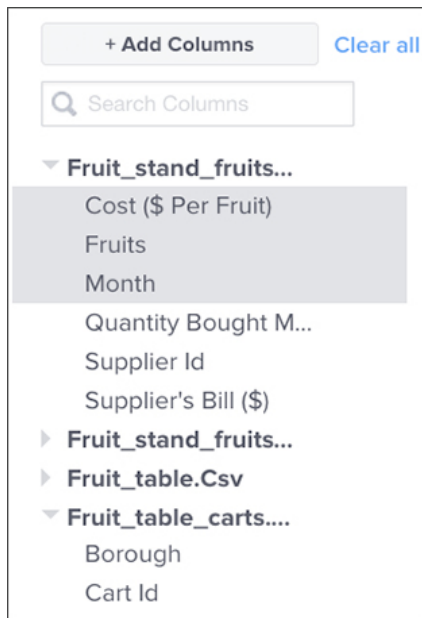 + Add Columns Clear all
Search Columns
Fruit_stand_fruits...
Cost ($ Per Fruit)
Fruits
Month
Quantity Bought M...
Supplier Id
Supplier's Bill ($)
Fruit_stand_fruits...
Fruit_table.Csv
Fruit_table_carts....
Borough
Cart Id